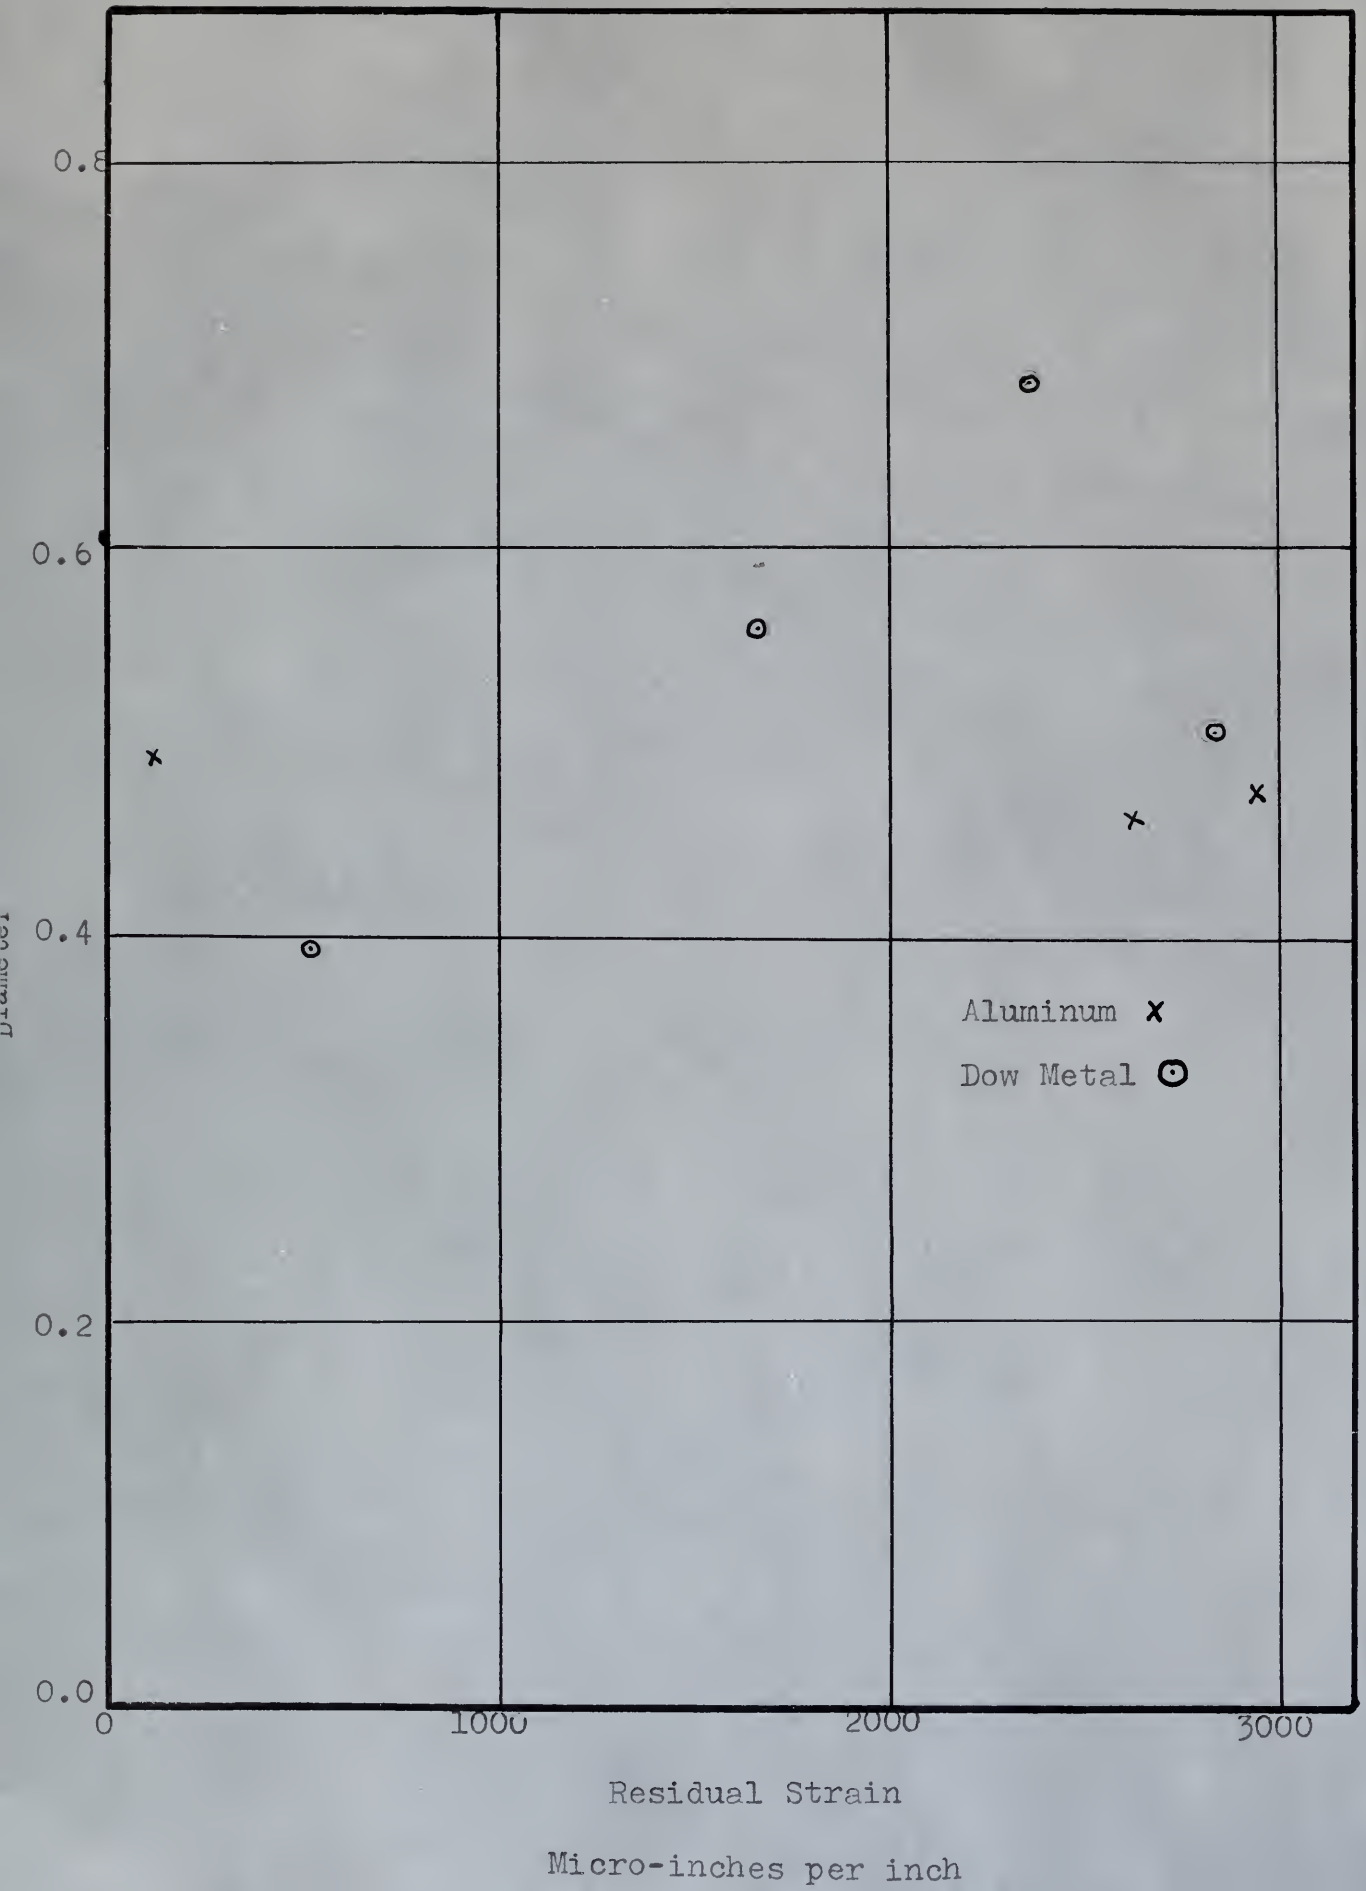 0.8
0.6
Diameter
0.4
Aluminum x
Dow Metal ⊙
0.2
0.0
0 1000 2000 3000
Residual Strain
Micro-inches per inch